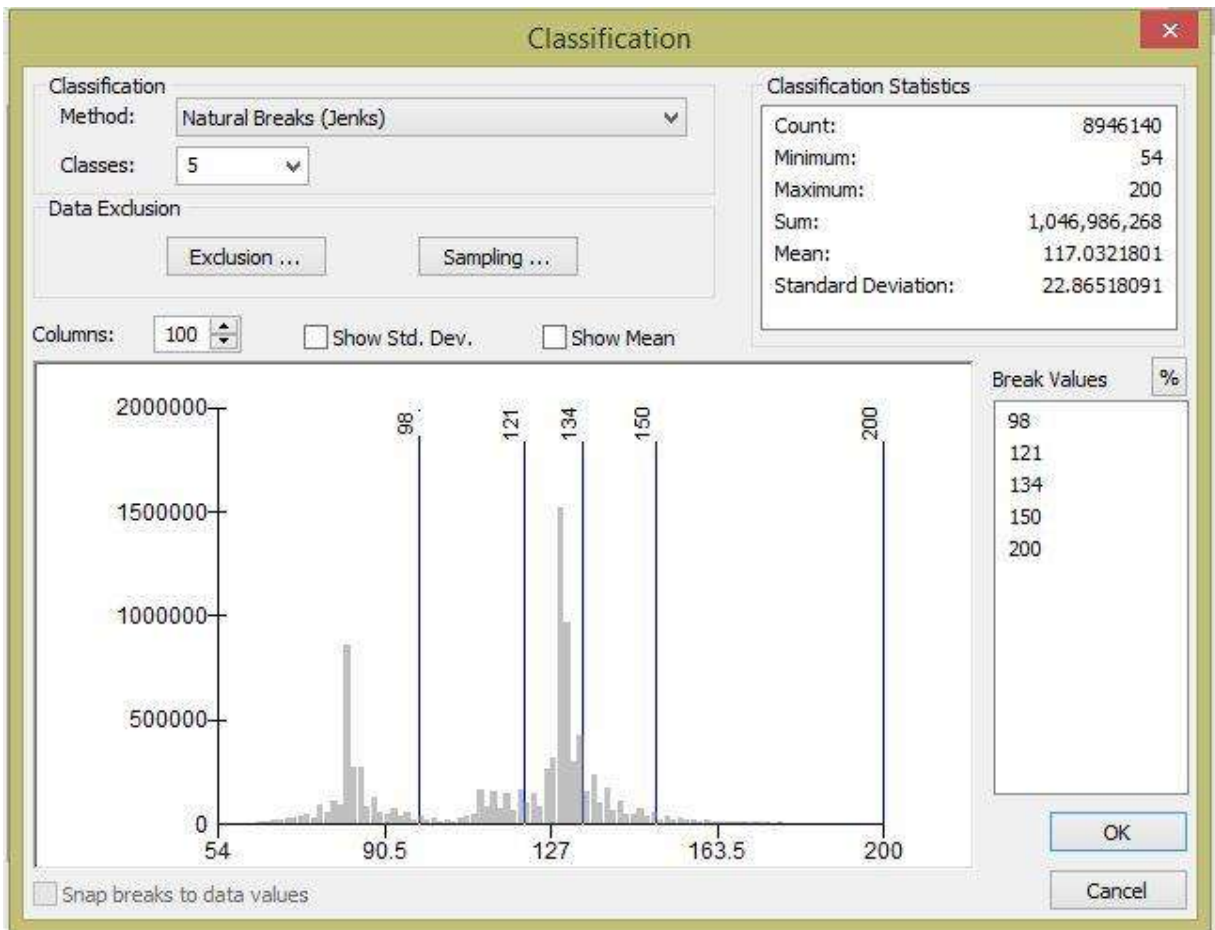 Classification
Classification
Method: Natural Breaks (Jenks)
Classes: 5
Data Exclusion
Exclusion ...
Sampling ...
Classification Statistics
Count: 8946140
Minimum: 54
Maximum: 200
Sum: 1,046,986,268
Mean: 117.0321801
Standard Deviation: 22.86518091
Columns: 100 Show Std. Dev. Show Mean
Break Values %
98
121
134
150
200
2000000
1500000
1000000
500000
0
98
121
134
150
200
54 90.5 127 163.5 200
Snap breaks to data values
OK
Cancel